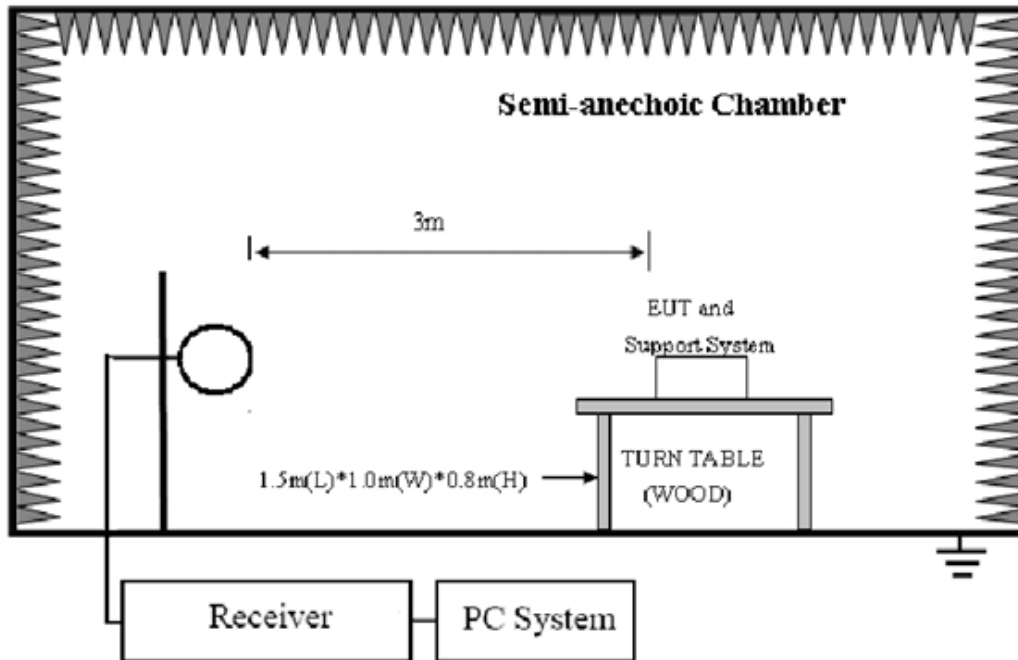 Semi-anechoic Chamber
3m
EUT and
Support System
1.5m(L)*1.0m(W)*0.8m(H)
TURN TABLE
(WOOD)
Receiver
PC System